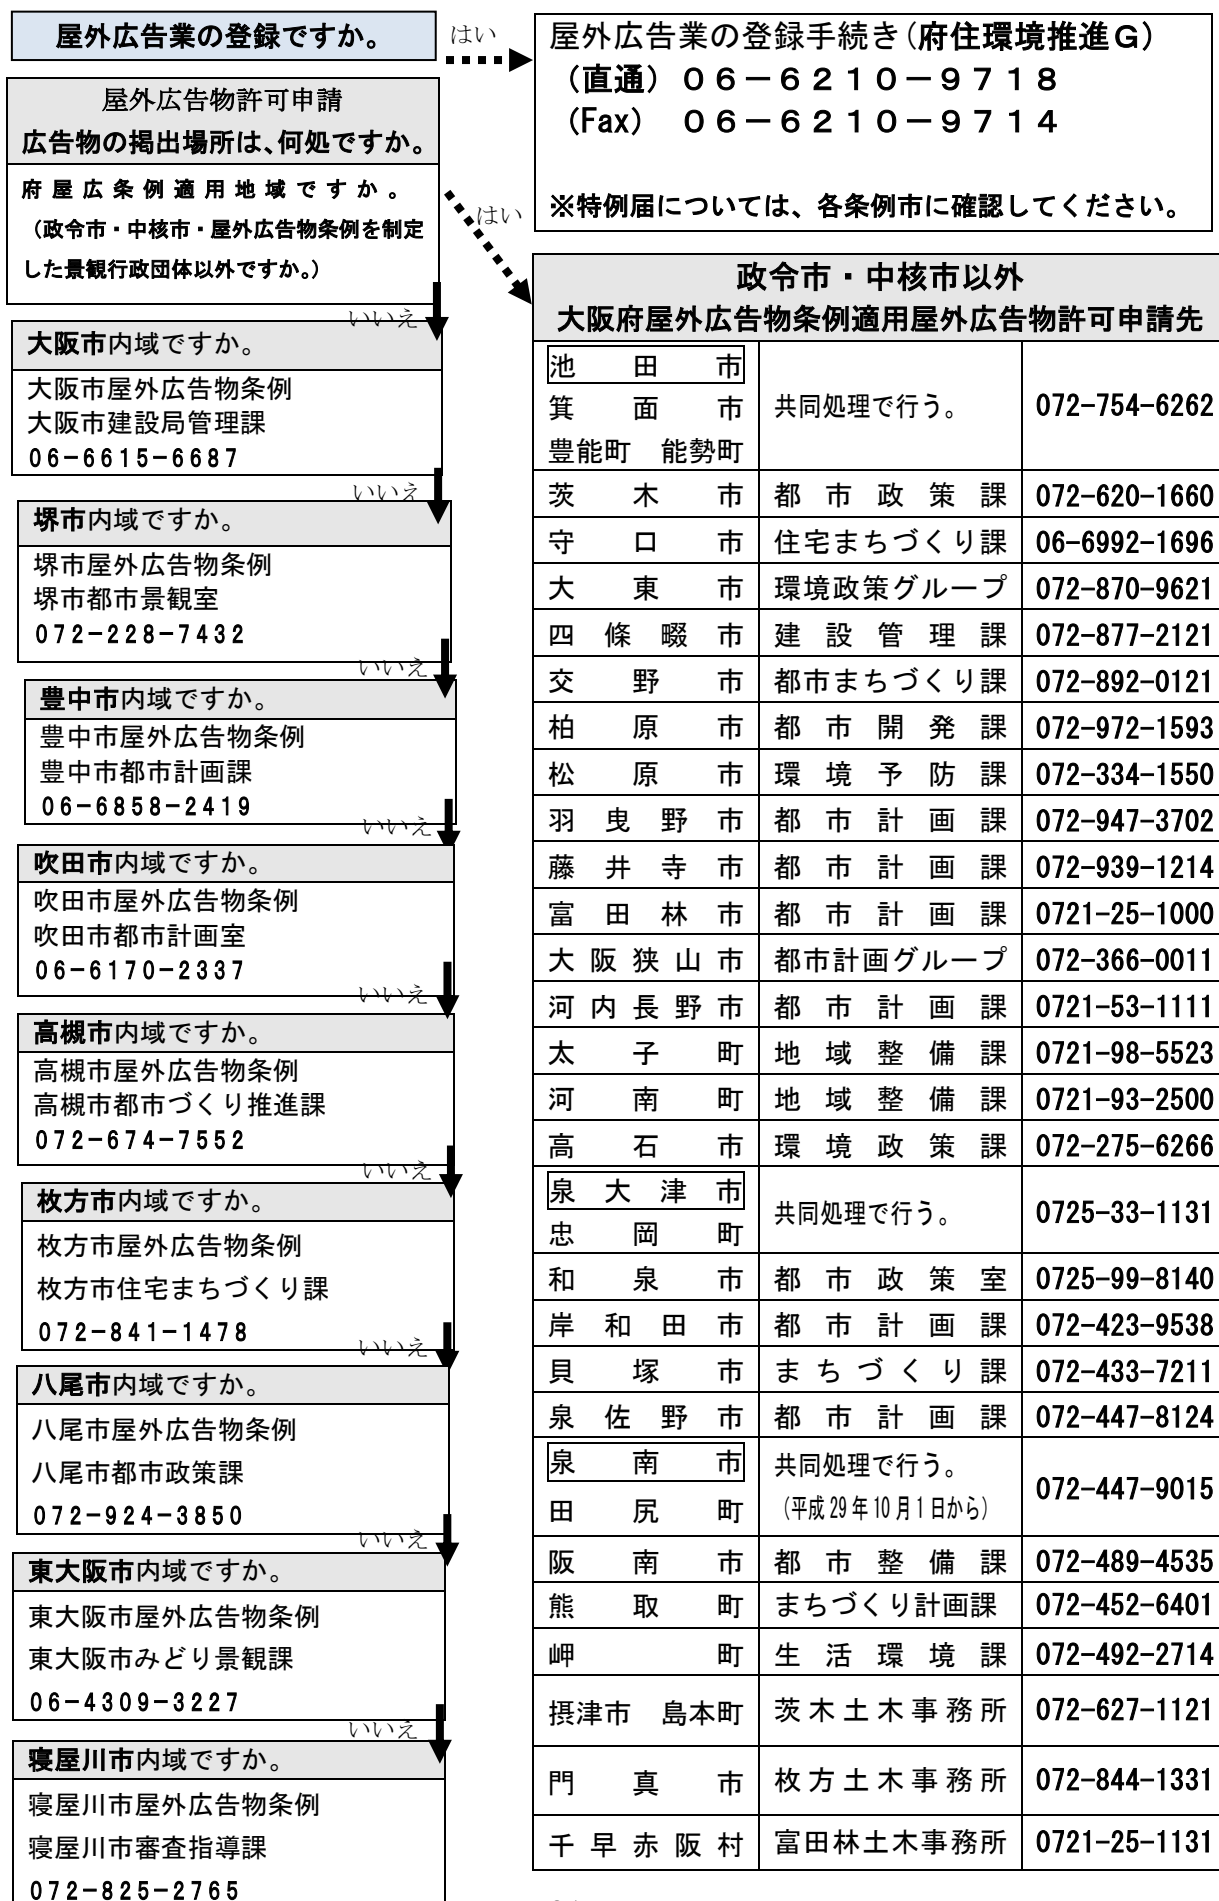 屋外広告業の登録ですか。
はい
屋外広告業の登録手続き(府住環境推進G)
(直通) 06-6210-9718
(Fax) 06-6210-9714
※特例届については、各条例市に確認してください。
屋外広告物許可申請
広告物の掲出場所は、何処ですか。
府屋広条例適用地域ですか。
(政令市・中核市・屋外広告物条例を制定
した景観行政団体以外ですか。)
はい
いいえ
大阪市内域ですか。
大阪市屋外広告物条例
大阪市建設局管理課
06-6615-6687
いいえ
堺市内域ですか。
堺市屋外広告物条例
堺市都市景観室
072-228-7432
いいえ
豊中市内域ですか。
豊中市屋外広告物条例
豊中市都市計画課
06-6858-2419
いいえ
吹田市内域ですか。
吹田市屋外広告物条例
吹田市都市計画室
06-6170-2337
いいえ
高槻市内域ですか。
高槻市屋外広告物条例
高槻市都市づくり推進課
072-674-7552
いいえ
枚方市内域ですか。
枚方市屋外広告物条例
枚方市住宅まちづくり課
072-841-1478
いいえ
八尾市内域ですか。
八尾市屋外広告物条例
八尾市都市政策課
072-924-3850
いいえ
東大阪市内域ですか。
東大阪市屋外広告物条例
東大阪市みどり景観課
06-4309-3227
いいえ
寝屋川市内域ですか。
寝屋川市屋外広告物条例
寝屋川市審査指導課
072-825-2765
政令市・中核市以外
大阪府屋外広告物条例適用屋外広告物許可申請先
池田市
箕面市 共同処理で行う。 072-754-6262
豊能町 能勢町
茨木市 都市政策課 072-620-1660
守口市 住宅まちづくり課 06-6992-1696
大東市 環境政策グループ 072-870-9621
四條畷市 建設管理課 072-877-2121
交野市 都市まちづくり課 072-892-0121
柏原市 都市開発課 072-972-1593
松原市 環境予防課 072-334-1550
羽曳野市 都市計画課 072-947-3702
藤井寺市 都市計画課 072-939-1214
富田林市 都市計画課 0721-25-1000
大阪狭山市 都市計画グループ 072-366-0011
河内長野市 都市計画課 0721-53-1111
太子町 地域整備課 0721-98-5523
河南町 地域整備課 0721-93-2500
高石市 環境政策課 072-275-6266
泉大津市 共同処理で行う。 0725-33-1131
忠岡町
和泉市 都市政策室 0725-99-8140
岸和田市 都市計画課 072-423-9538
貝塚市 まちづくり課 072-433-7211
泉佐野市 都市計画課 072-447-8124
泉南市 共同処理で行う。 072-447-9015
田尻町 (平成29年10月1日から)
阪南市 都市整備課 072-489-4535
熊取町 まちづくり計画課 072-452-6401
岬町 生活環境課 072-492-2714
摂津市 島本町 茨木土木事務所 072-627-1121
門真市 枚方土木事務所 072-844-1331
千早赤阪村 富田林土木事務所 0721-25-1131